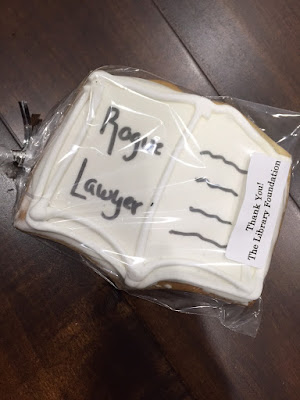 Rogue
Lawyer.
Thank You!
The Library Foundation